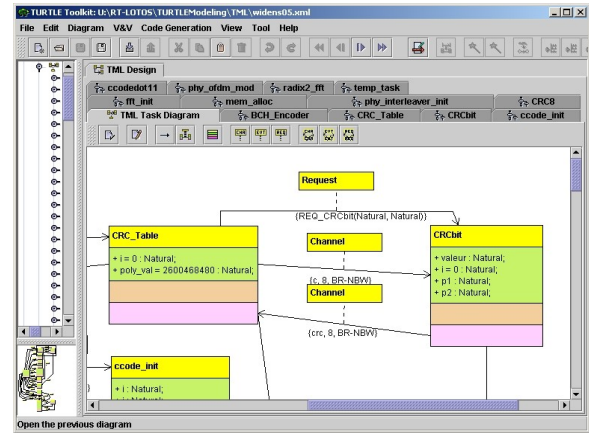 TURTLE Toolkit: U:\RT-LOTOS\TURTLEModeling\TML\widens05.xml
File Edit Diagram V&V Code Generation View Tool Help
TML Design
ccodedot11 phy_ofdm_mod radix2_fft temp_task
fft_init mem_alloc phy_interleaver_init CRC8
TML Task Diagram BCH_Encoder CRC_Table CRCbit ccode_init
CHN EVT REQ
Request
{REQ_CRCbit(Natural, Natural)}
CRC_Table
+ i = 0 : Natural;
+ poly_val = 2600468480 : Natural;
Channel
{c, 8, BR-NBW}
Channel
{crc, 8, BR-NBW}
CRCbit
+ valeur : Natural;
+ i = 0 : Natural;
+ p1 : Natural;
+ p2 : Natural;
ccode_init
+ i : Natural;
Open the previous diagram